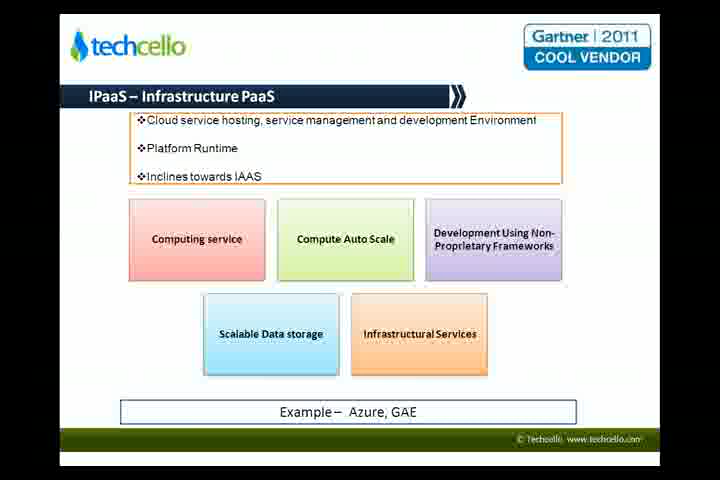 techcello
Gartner | 2011
COOL VENDOR
IPaaS – Infrastructure PaaS
❖Cloud service hosting, service management and development Environment
❖Platform Runtime
❖Inclines towards IAAS
Computing service
Compute Auto Scale
Development Using Non-
Proprietary Frameworks
Scalable Data storage
Infrastructural Services
Example – Azure, GAE
© Techcello, www.techcello.com